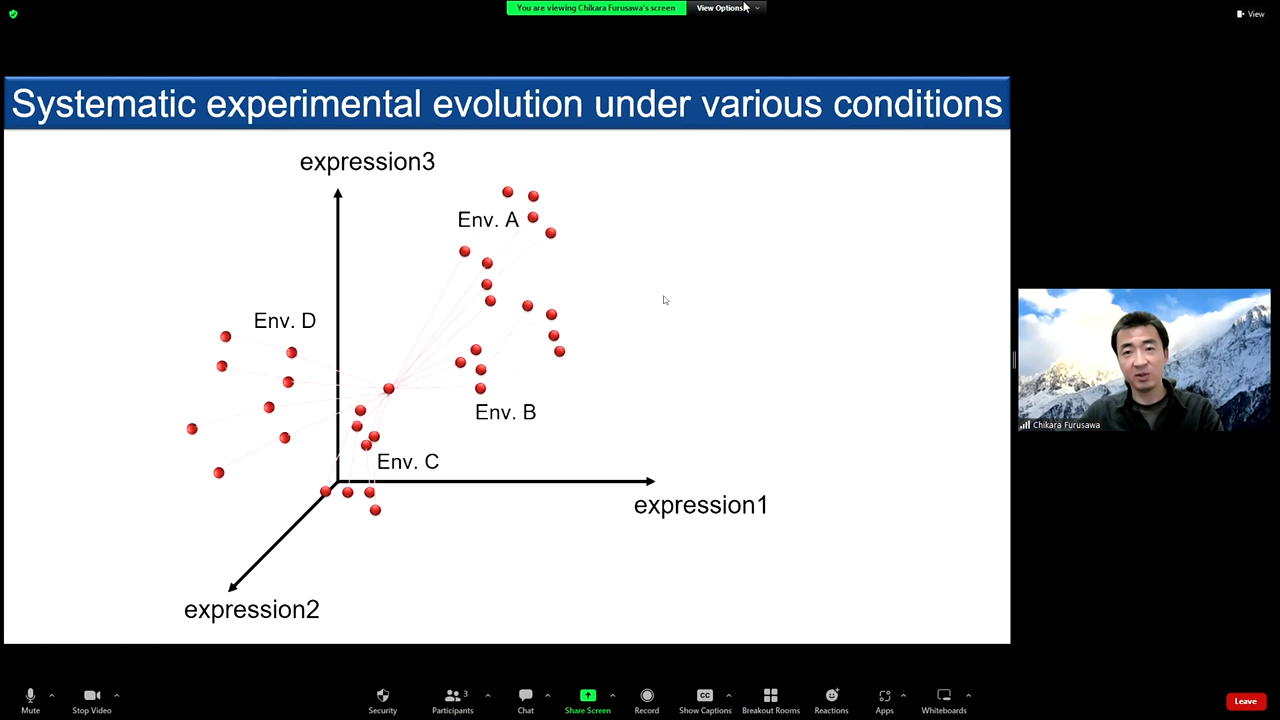 You are viewing Chikara Furusawa's screen
View Options
View
Systematic experimental evolution under various conditions
expression3
Env. A
Env. D
Env. B
Env. C
expression1
expression2
Chikara Furusawa
Mute
Stop Video
Security
Participants
3
Chat
Share Screen
Record
CC
Show Captions
Breakout Rooms
Reactions
Apps
Whiteboards
Leave